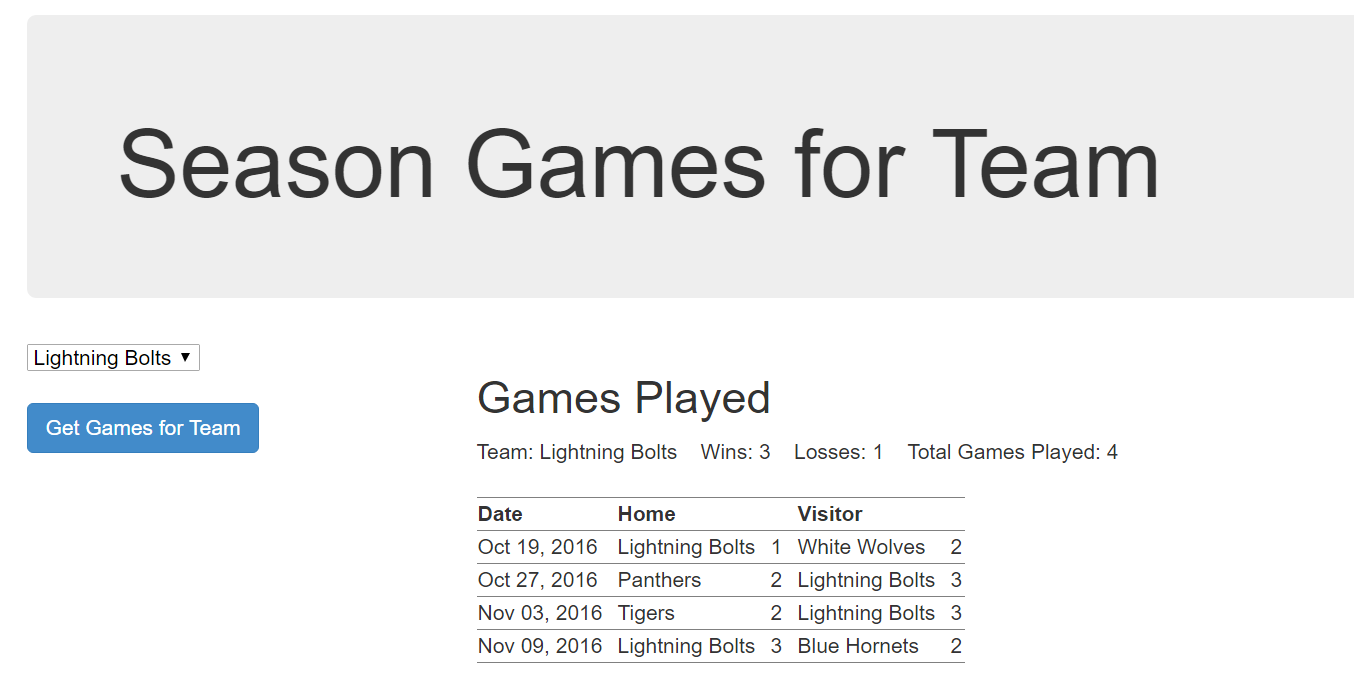 Season Games for Team
Lightning Bolts ▼
Get Games for Team
Games Played
Team: Lightning Bolts Wins: 3 Losses: 1 Total Games Played: 4
Date Home Visitor
Oct 19, 2016 Lightning Bolts 1 White Wolves 2
Oct 27, 2016 Panthers 2 Lightning Bolts 3
Nov 03, 2016 Tigers 2 Lightning Bolts 3
Nov 09, 2016 Lightning Bolts 3 Blue Hornets 2